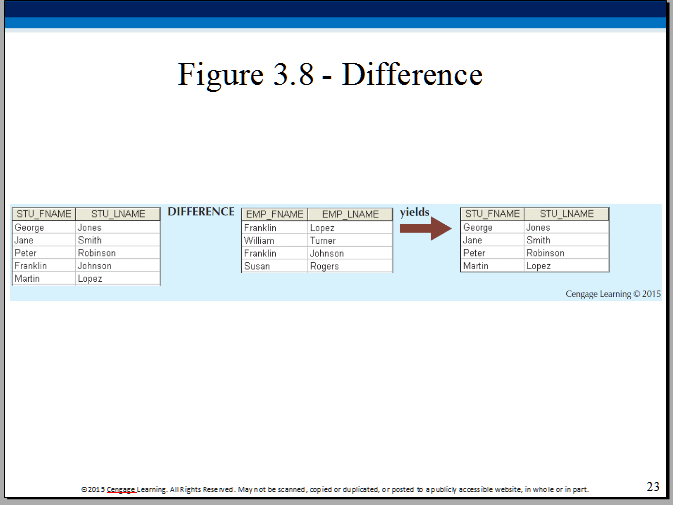 Figure 3.8 - Difference
STU_FNAME STU_LNAME
George Jones
Jane Smith
Peter Robinson
Franklin Johnson
Martin Lopez
DIFFERENCE
EMP_FNAME EMP_LNAME
Franklin Lopez
William Turner
Franklin Johnson
Susan Rogers
yields
STU_FNAME STU_LNAME
George Jones
Jane Smith
Peter Robinson
Martin Lopez
Cengage Learning © 2015
©2015 Cengage Learning. All Rights Reserved. May not be scanned, copied or duplicated, or posted to a publicly accessible website, in whole or in part.
23